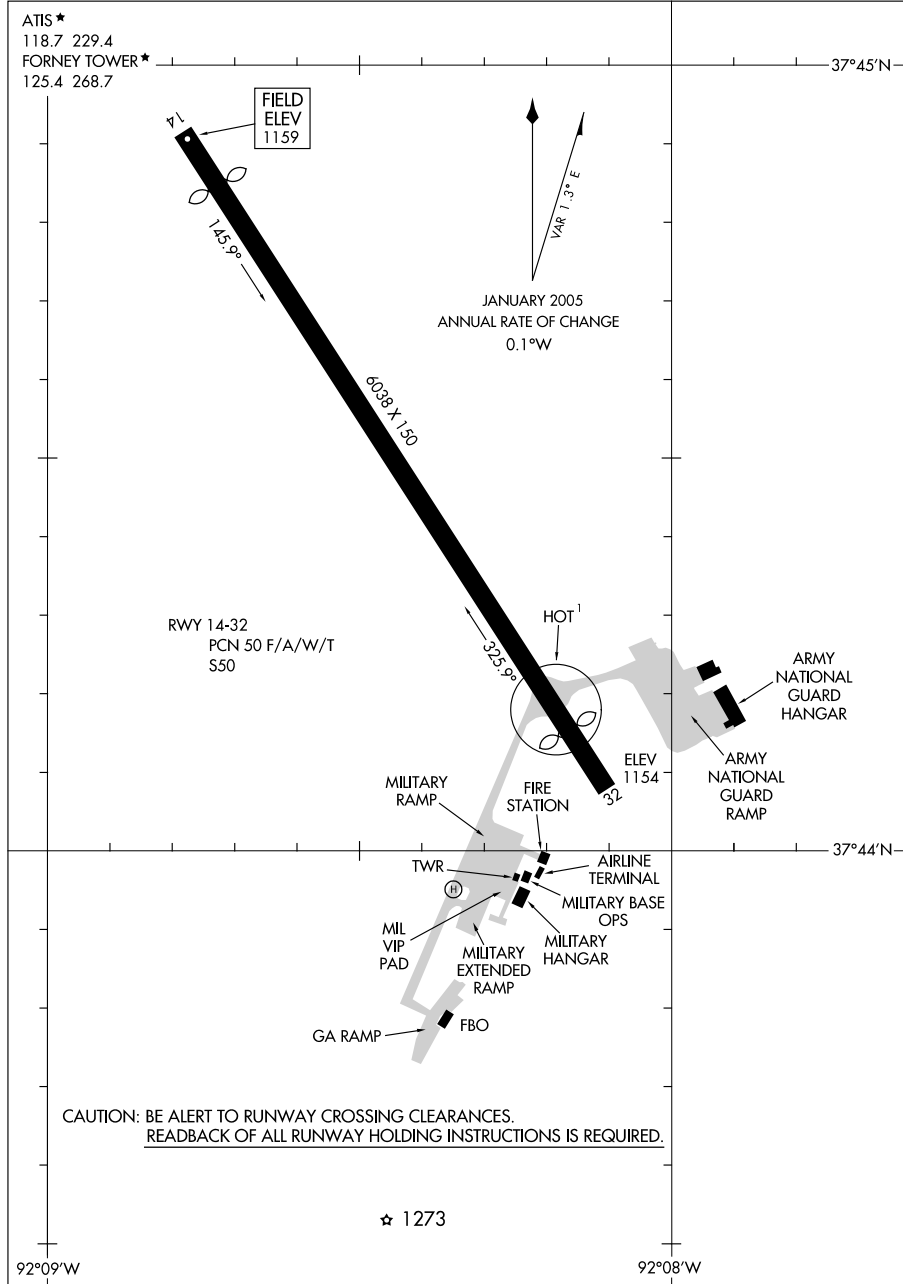 ATIS ★
118.7 229.4
FORNEY TOWER ★
125.4 268.7
37°45'N
FIELD
ELEV
1159
14
145.9°
VAR 1.3° E
JANUARY 2005
ANNUAL RATE OF CHANGE
0.1°W
6038 X 150
RWY 14-32
PCN 50 F/A/W/T
S50
325.9°
HOT 1
ARMY
NATIONAL
GUARD
HANGAR
ELEV
1154
32
ARMY
NATIONAL
GUARD
RAMP
MILITARY
RAMP
FIRE
STATION
37°44'N
TWR
AIRLINE
TERMINAL
H
MILITARY BASE
OPS
MIL
VIP
PAD
MILITARY
EXTENDED
RAMP
MILITARY
HANGAR
GA RAMP
FBO
CAUTION: BE ALERT TO RUNWAY CROSSING CLEARANCES.
READBACK OF ALL RUNWAY HOLDING INSTRUCTIONS IS REQUIRED.
1273
92°09'W
92°08'W